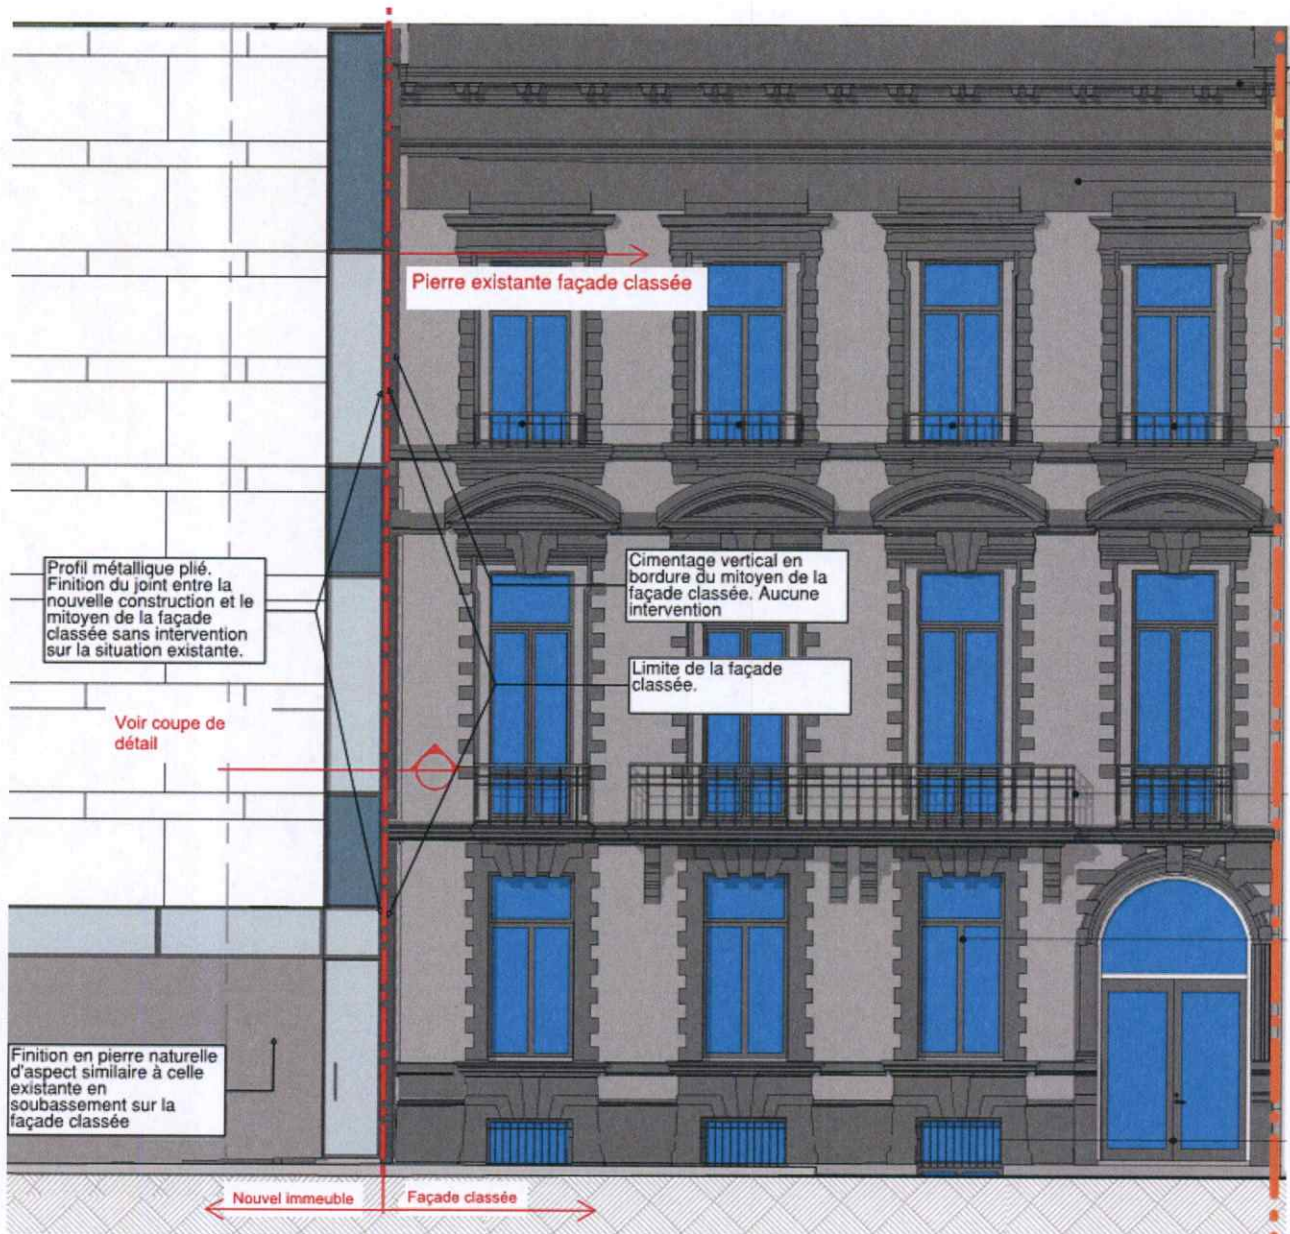 Pierre existante façade classée
Profil métallique plié.
Finition du joint entre la
nouvelle construction et le
mitoyen de la façade
classée sans intervention
sur la situation existante.
Cimentage vertical en
bordure du mitoyen de la
façade classée. Aucune
intervention
Limite de la façade
classée.
Voir coupe de
détail
Finition en pierre naturelle
d'aspect similaire à celle
existante en
soubassement sur la
façade classée
Nouvel immeuble
Façade classée